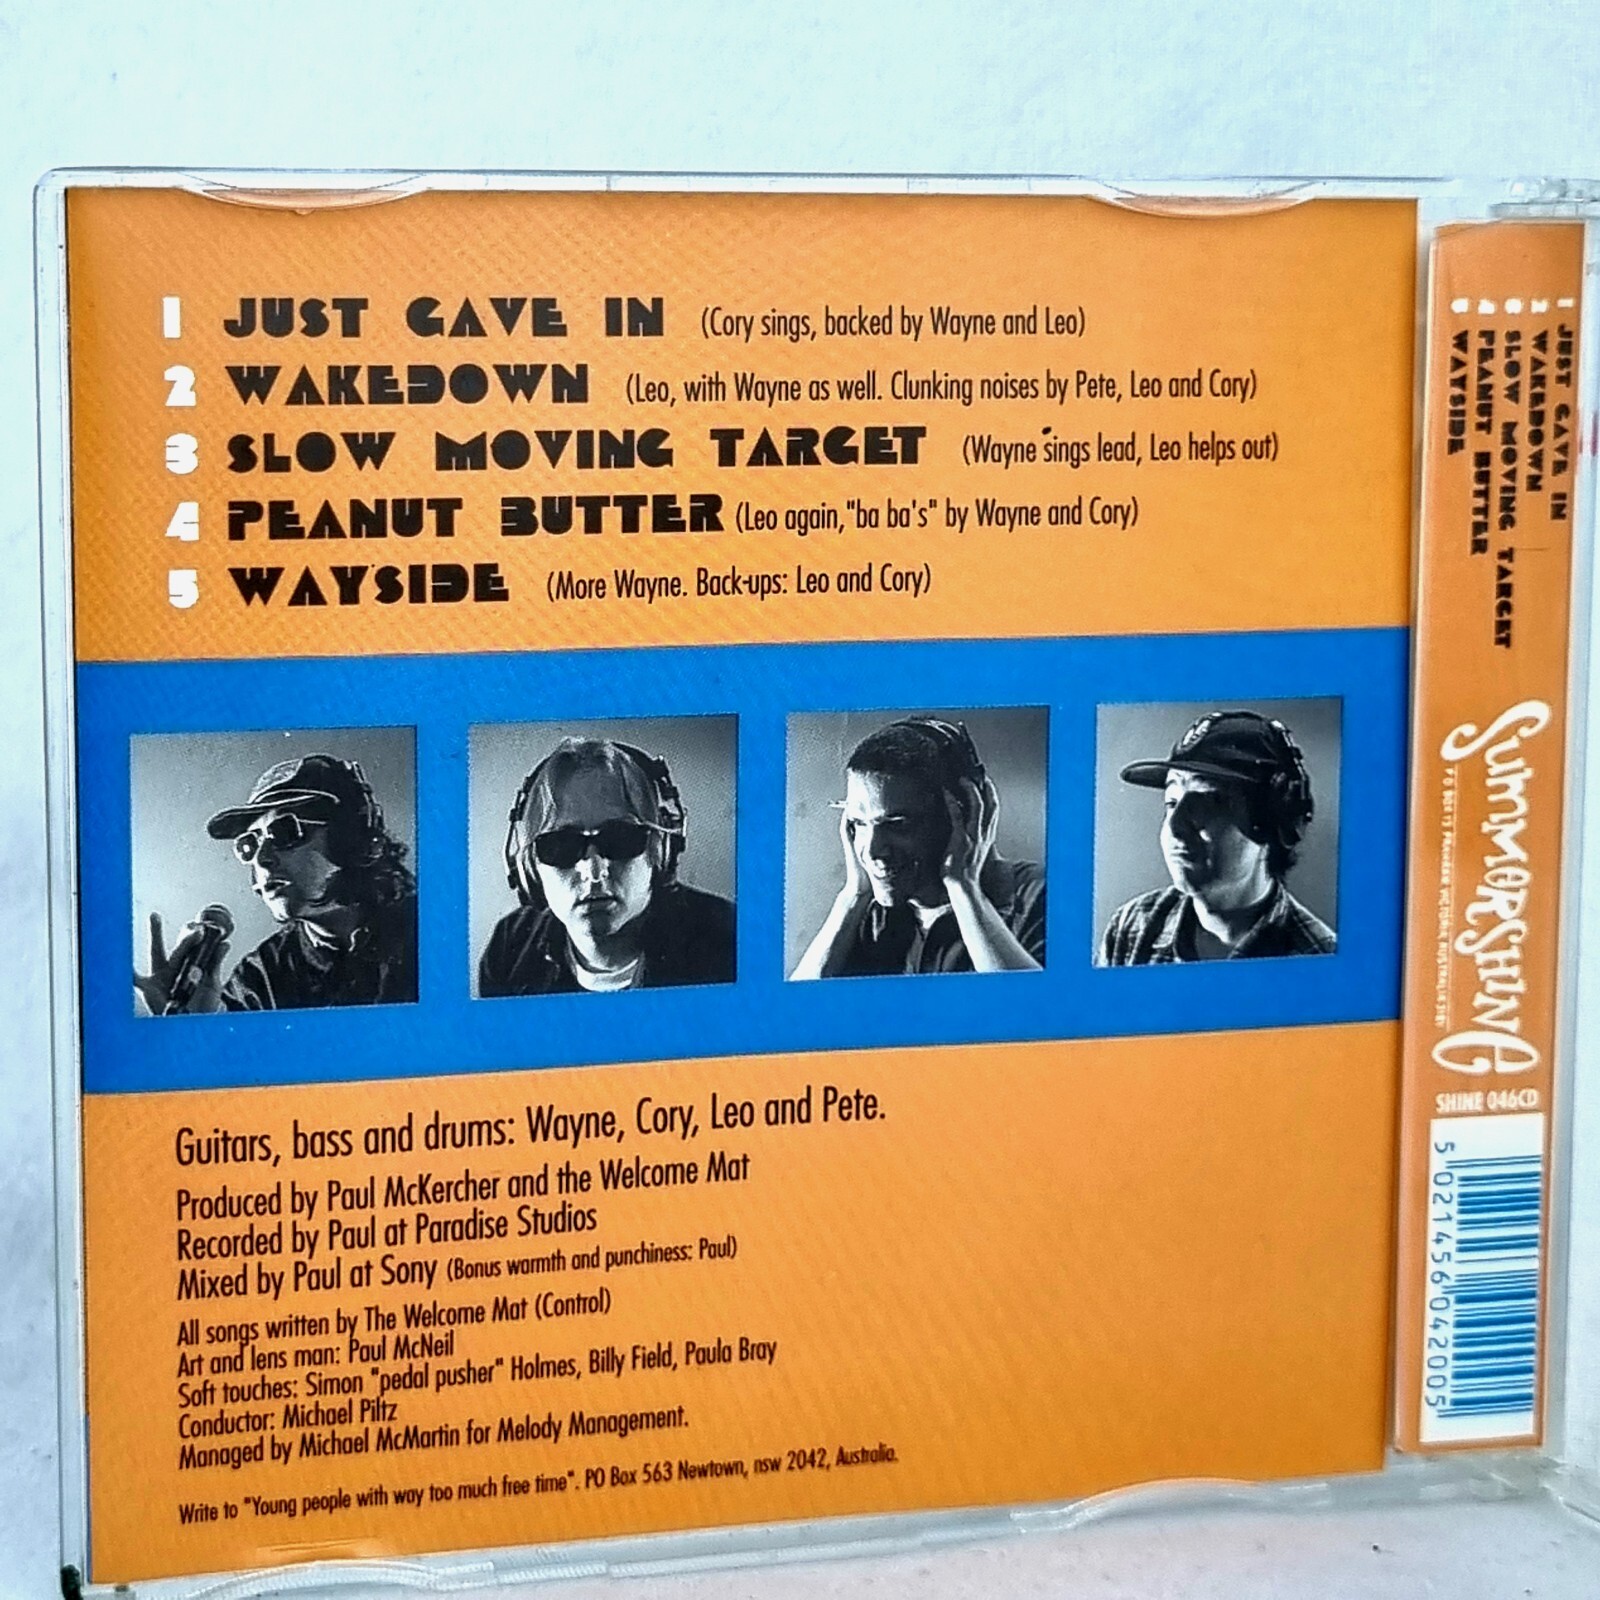 1 JUST GAVE IN (Cory sings, backed by Wayne and Leo)
2 WAKEDOWN (Leo, with Wayne as well. Clunking noises by Pete, Leo and Cory)
3 SLOW MOVING TARGET (Wayne sings lead, Leo helps out)
4 PEANUT BUTTER (Leo again,"ba ba's" by Wayne and Cory)
5 WAYSIDE (More Wayne. Back-ups: Leo and Cory)
Guitars, bass and drums: Wayne, Cory, Leo and Pete.
Produced by Paul McKercher and the Welcome Mat
Recorded by Paul at Paradise Studios
Mixed by Paul at Sony (Bonus warmth and punchiness: Paul)
All songs written by The Welcome Mat (Control)
Art and lens man: Paul McNeil
Soft touches: Simon "pedal pusher" Holmes, Billy Field, Paula Bray
Conductor: Michael Piltz
Managed by Michael McMartin for Melody Management.
Write to "Young people with way too much free time". PO Box 563 Newtown, nsw 2042, Australia.
1 JUST GAVE IN
2 WAKEDOWN
3 SLOW MOVING TARGET
4 PEANUT BUTTER
5 WAYSIDE
SUMMERSHINE
SHINE 046CD
5 021456 042005